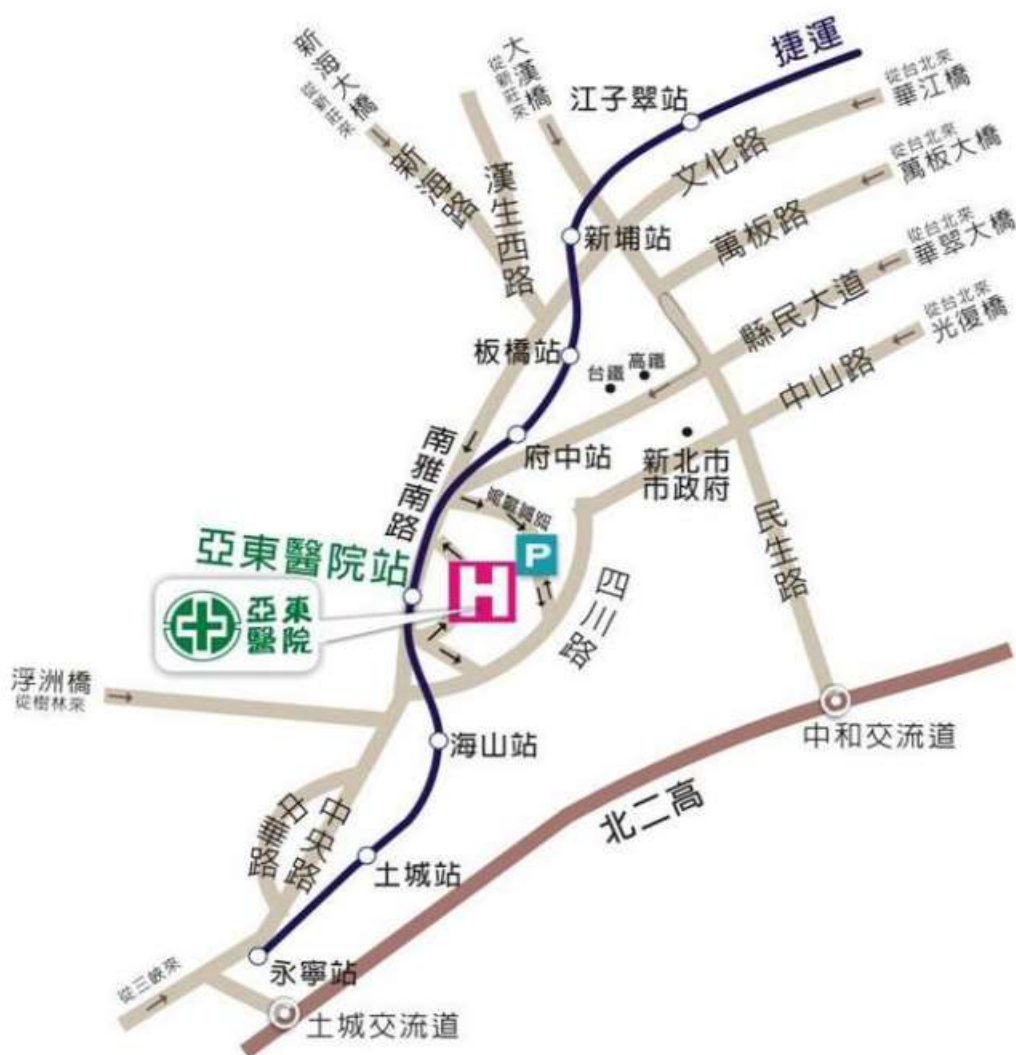 捷運
新海大橋
從新莊來
大漢橋
從新莊來
從台北來
華江橋
江子翠站
文化路
從台北來
萬板大橋
新海路
漢生西路
萬板路
新埔站
從台北來
華翠大橋
縣民大道
從台北來
光復橋
板橋站
台鐵
高鐵
中山路
南雅南路
府中站
新北市
市政府
民生路
亞東醫院站
P
H
四川路
亞東
醫院
浮洲橋
從樹林來
海山站
中和交流道
北二高
中華路
中央路
土城站
永寧站
從三峽來
土城交流道